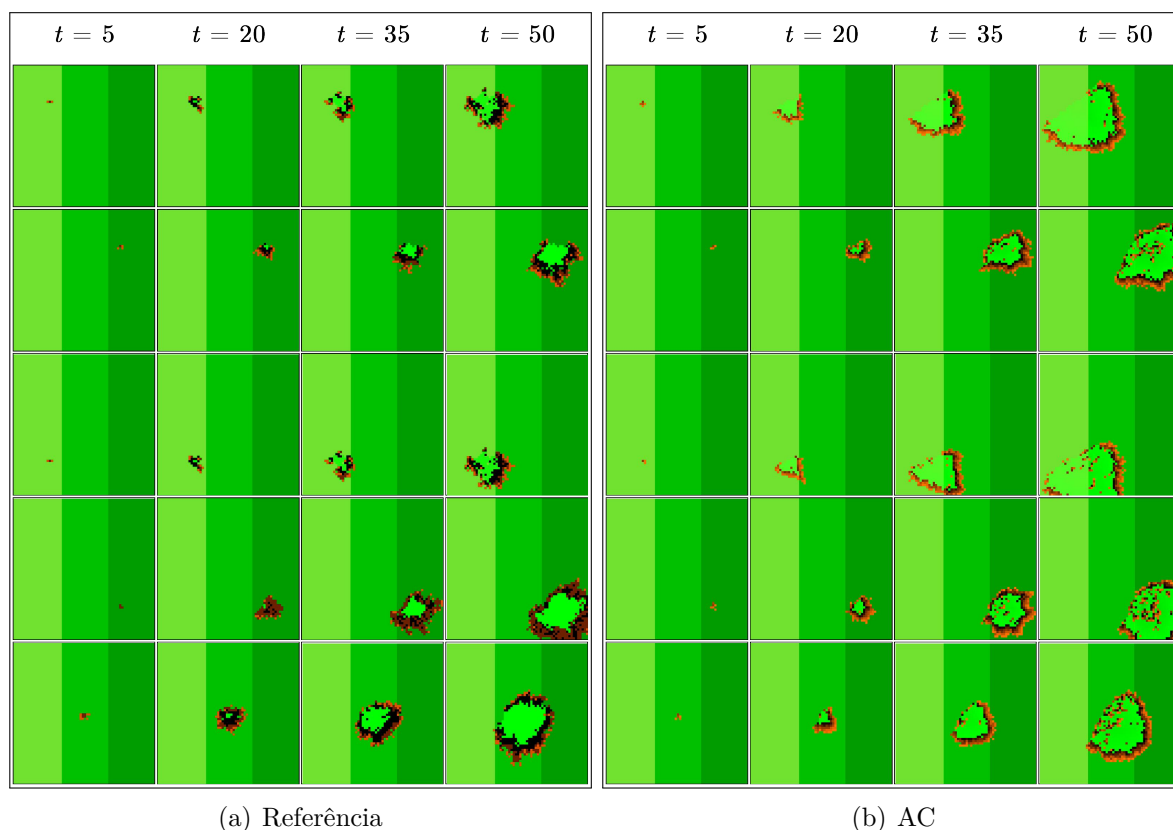 t = 5 t = 20 t = 35 t = 50 t = 5 t = 20 t = 35 t = 50
(a) Referência (b) AC